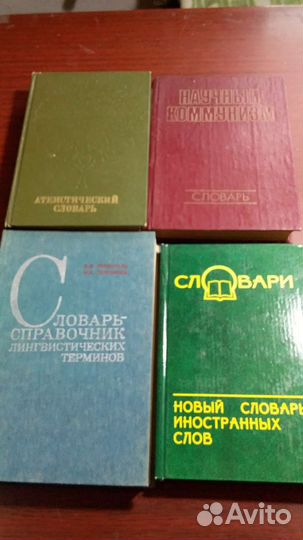 АТЕИСТИЧЕСКИЙ
СЛОВАРЬ
НАУЧНЫЙ
КОММУНИЗМ
СЛОВАРЬ
СЛОВАРЬ-
СПРАВОЧНИК
ЛИНГВИСТИЧЕСКИХ
ТЕРМИНОВ
СЛОВАРИ
НОВЫЙ СЛОВАРЬ
ИНОСТРАННЫХ
СЛОВ
Avito